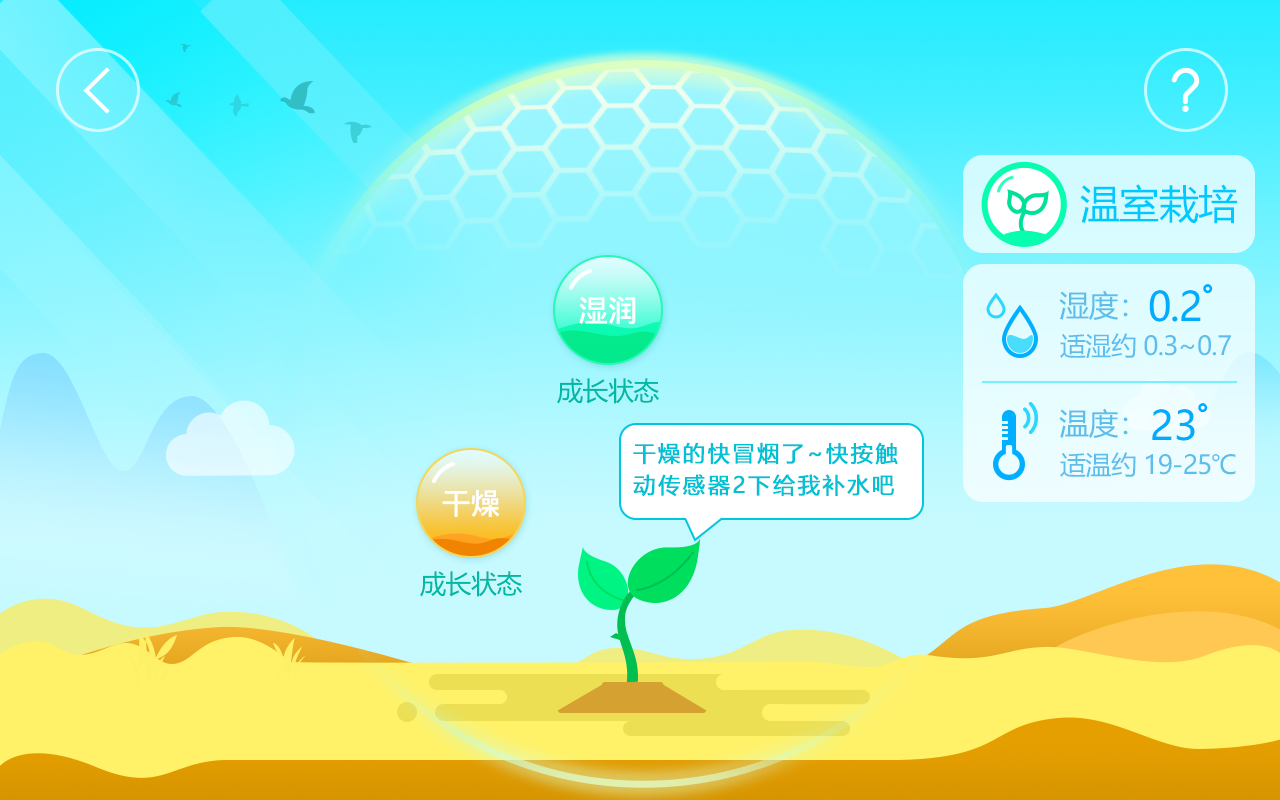 ?
温室栽培
湿度：0.2°
适湿约 0.3~0.7
温度：23°
适温约 19-25℃
湿润
成长状态
干燥的快冒烟了~快按触
动传感器2下给我补水吧
干燥
成长状态